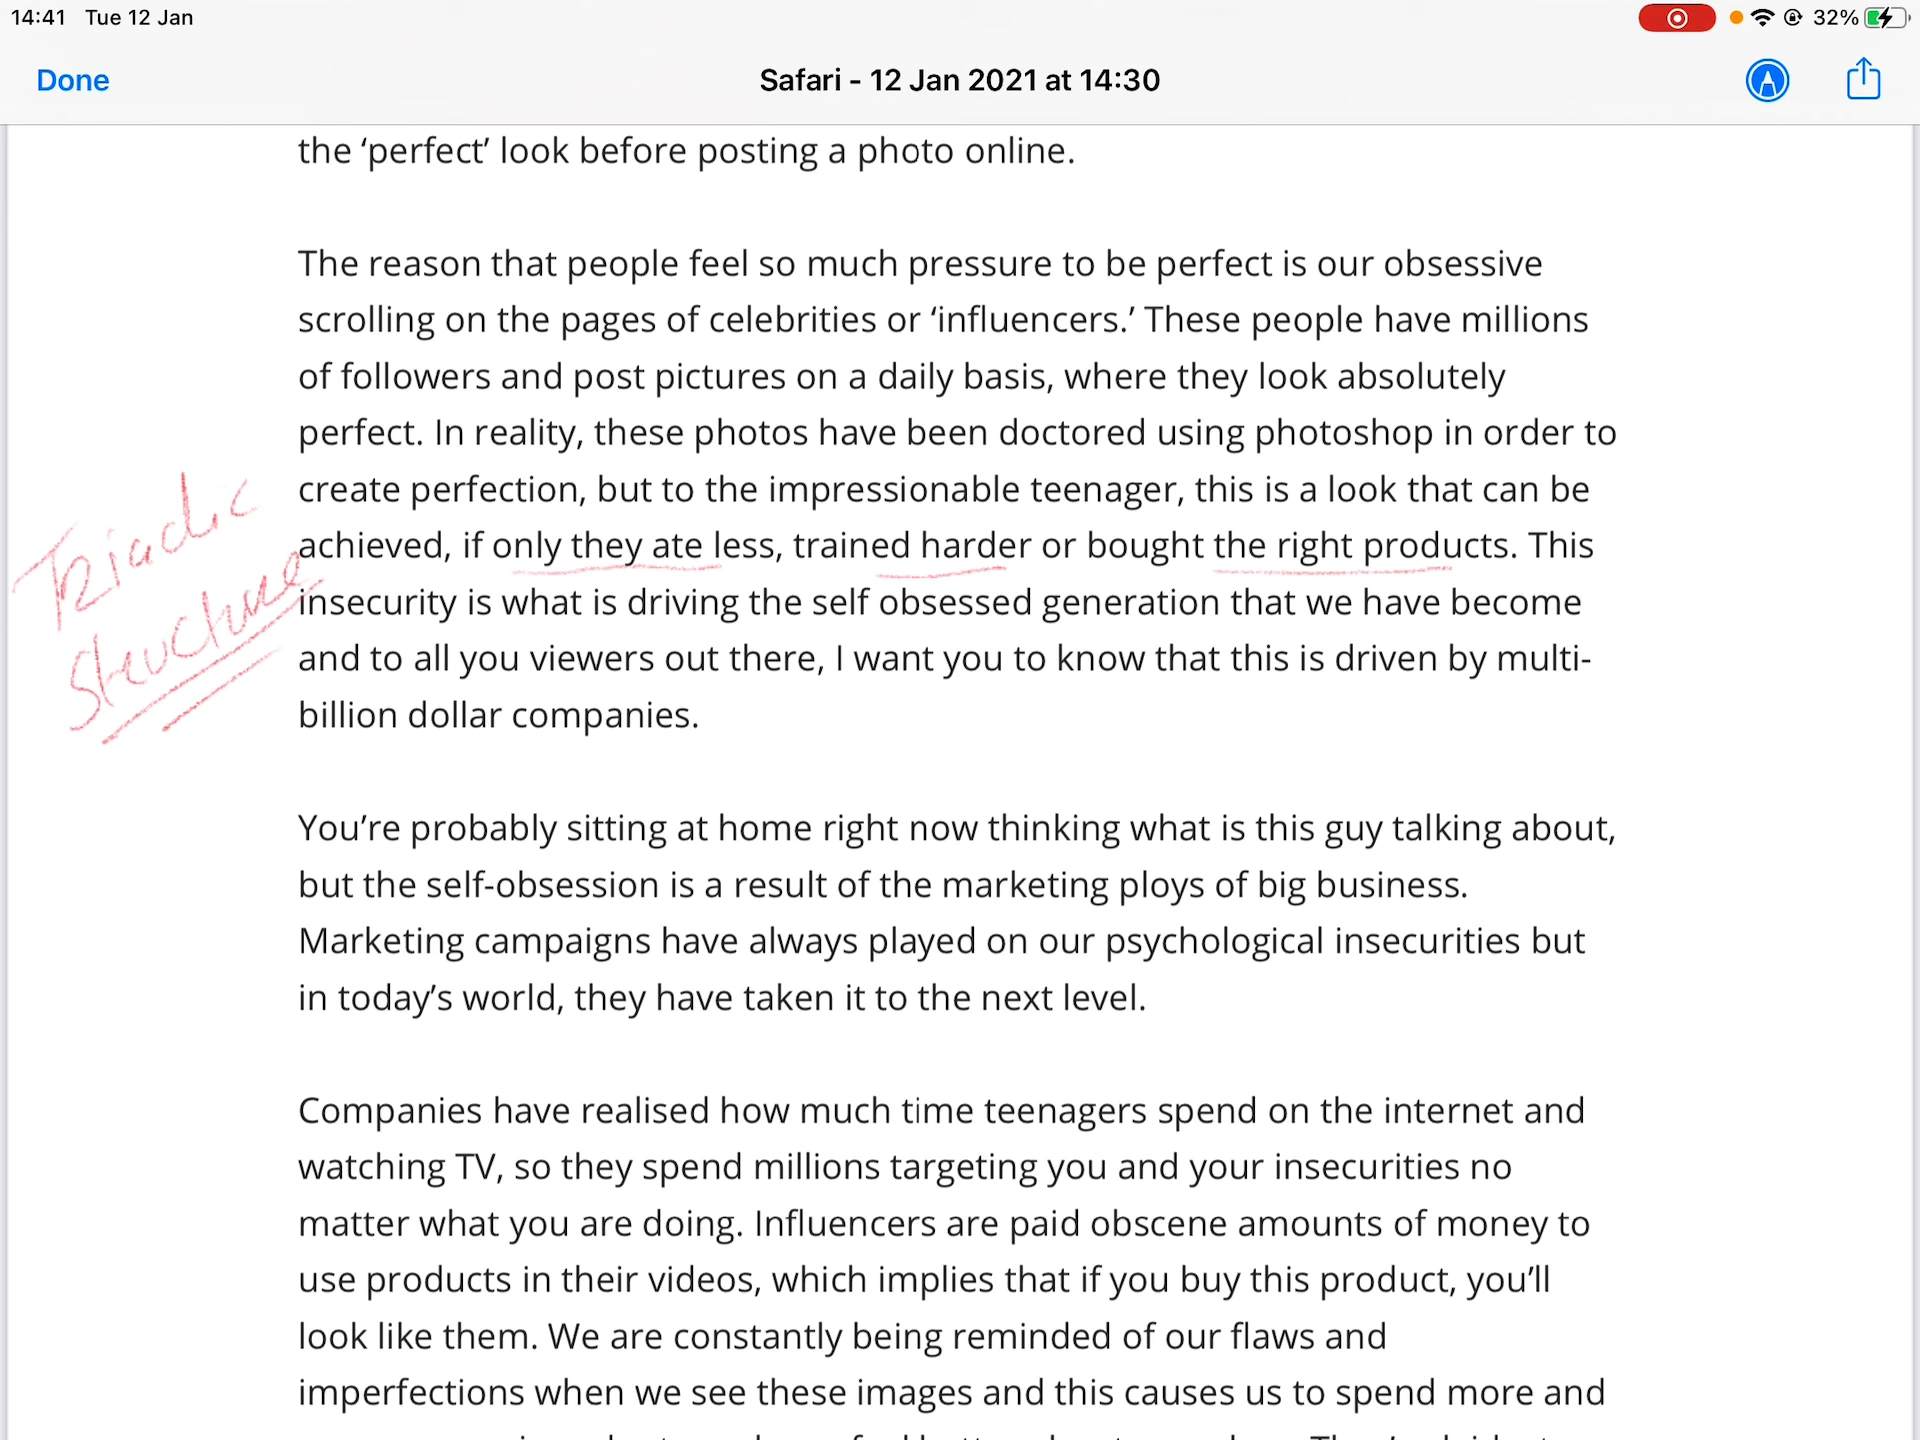 14:41 Tue 12 Jan
32%
Done
Safari - 12 Jan 2021 at 14:30
the ‘perfect’ look before posting a photo online.
The reason that people feel so much pressure to be perfect is our obsessive
scrolling on the pages of celebrities or ‘influencers.’ These people have millions
of followers and post pictures on a daily basis, where they look absolutely
perfect. In reality, these photos have been doctored using photoshop in order to
create perfection, but to the impressionable teenager, this is a look that can be
achieved, if only they ate less, trained harder or bought the right products. This
insecurity is what is driving the self obsessed generation that we have become
and to all you viewers out there, I want you to know that this is driven by multi-
billion dollar companies.
Triadic
Structure
You’re probably sitting at home right now thinking what is this guy talking about,
but the self-obsession is a result of the marketing ploys of big business.
Marketing campaigns have always played on our psychological insecurities but
in today’s world, they have taken it to the next level.
Companies have realised how much time teenagers spend on the internet and
watching TV, so they spend millions targeting you and your insecurities no
matter what you are doing. Influencers are paid obscene amounts of money to
use products in their videos, which implies that if you buy this product, you’ll
look like them. We are constantly being reminded of our flaws and
imperfections when we see these images and this causes us to spend more and